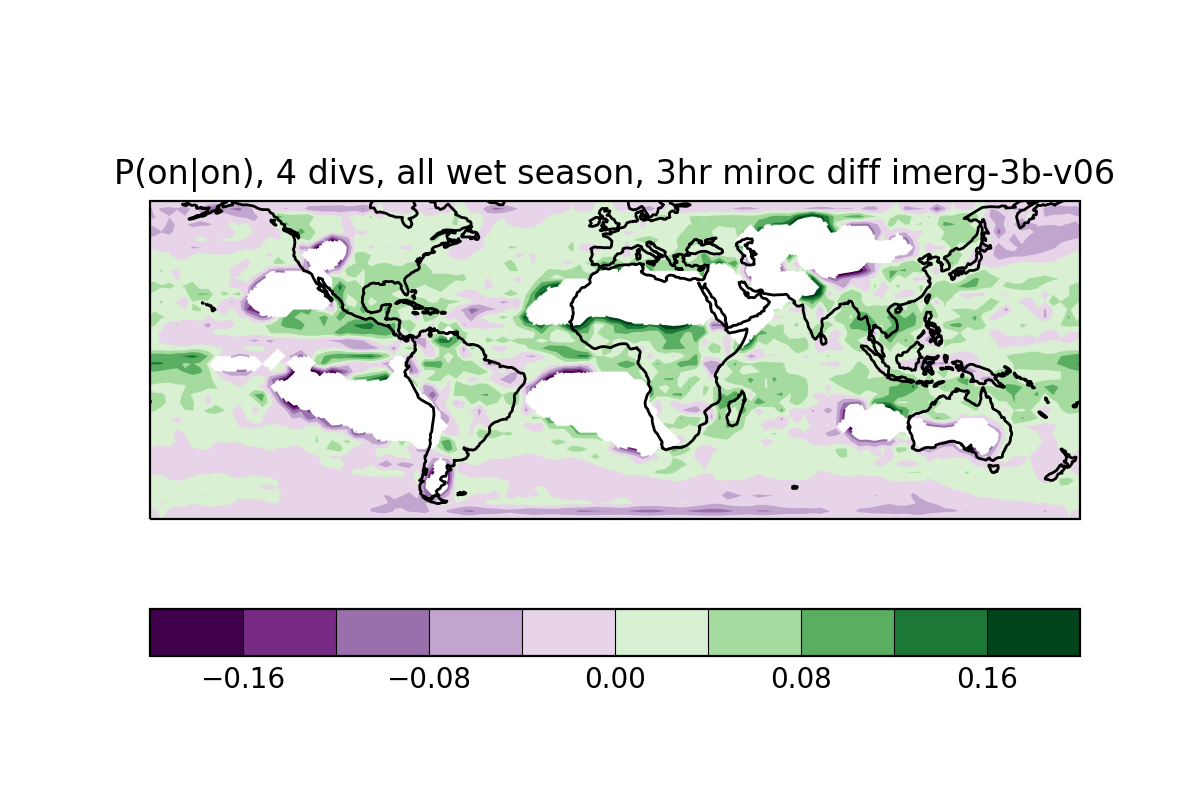 P(on|on), 4 divs, all wet season, 3hr miroc diff imerg-3b-v06
−0.16 −0.08 0.00 0.08 0.16